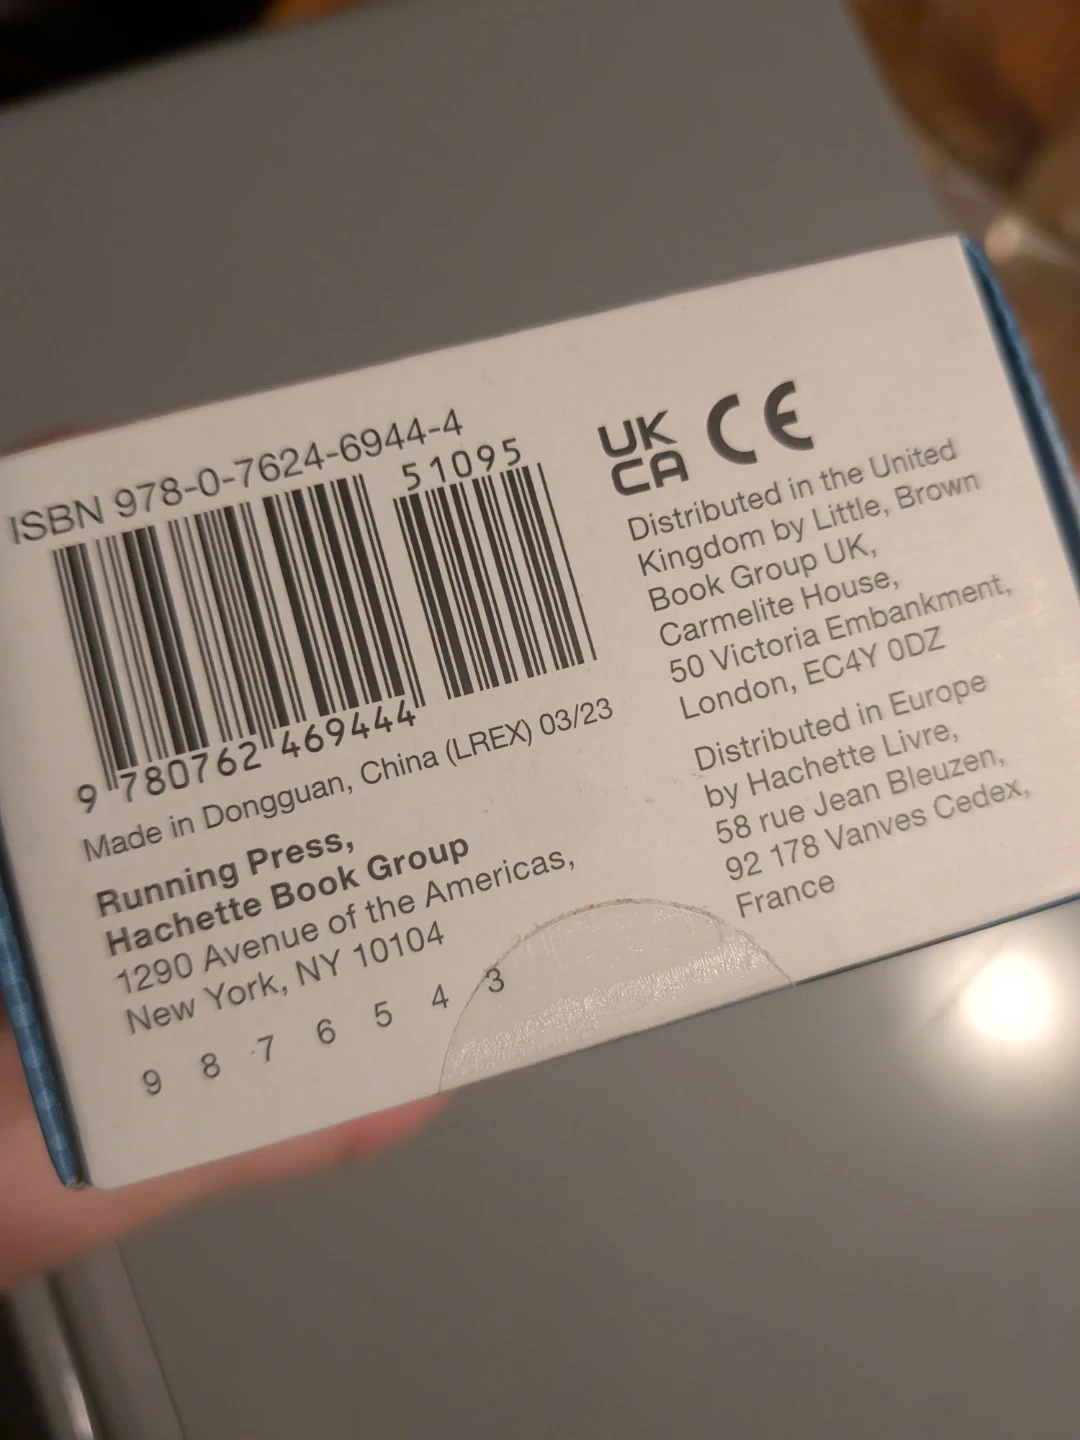 ISBN 978-0-7624-6944-4
51095
9 780762 469444
Made in Dongguan, China (LREX) 03/23
Running Press,
Hachette Book Group
1290 Avenue of the Americas,
New York, NY 10104
9 8 7 6 5 4 3
UK
CA CE
Distributed in the United
Kingdom by Little, Brown
Book Group UK,
Carmelite House,
50 Victoria Embankment,
London, EC4Y 0DZ
Distributed in Europe
by Hachette Livre,
58 rue Jean Bleuzen,
92 178 Vanves Cedex,
France